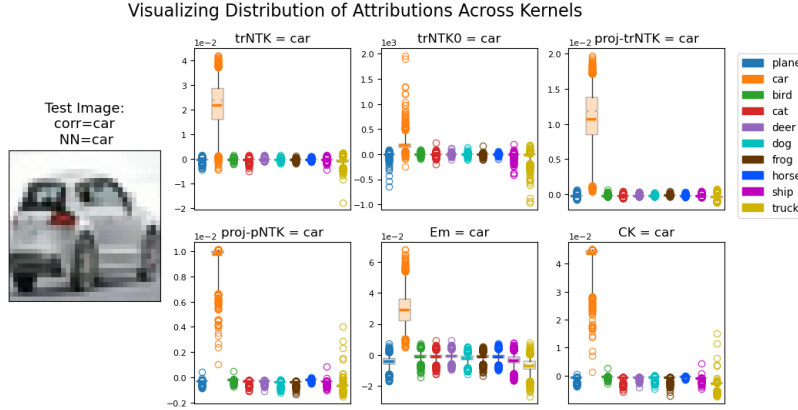 Visualizing Distribution of Attributions Across Kernels
Test Image:
corr=car
NN=car
trNTK = car
1e-2
4
3
2
1
0
−1
−2
trNTK0 = car
1e3
2.0
1.5
1.0
0.5
0.0
−0.5
−1.0
proj-trNTK = car
1e-2
2.0
1.5
1.0
0.5
0.0
plane
car
bird
cat
deer
dog
frog
horse
ship
truck
proj-pNTK = car
1e-2
1.0
0.8
0.6
0.4
0.2
0.0
−0.2
Em = car
1e-2
6
4
2
0
−2
CK = car
1e-2
4
3
2
1
0
−1